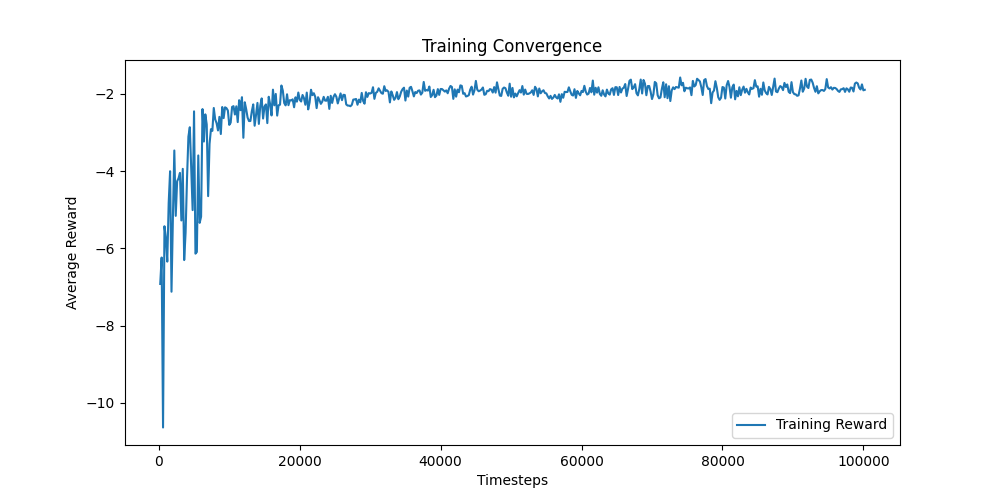 Training Convergence
Average Reward
−2
−4
−6
−8
−10
0 20000 40000 60000 80000 100000
Timesteps
Training Reward